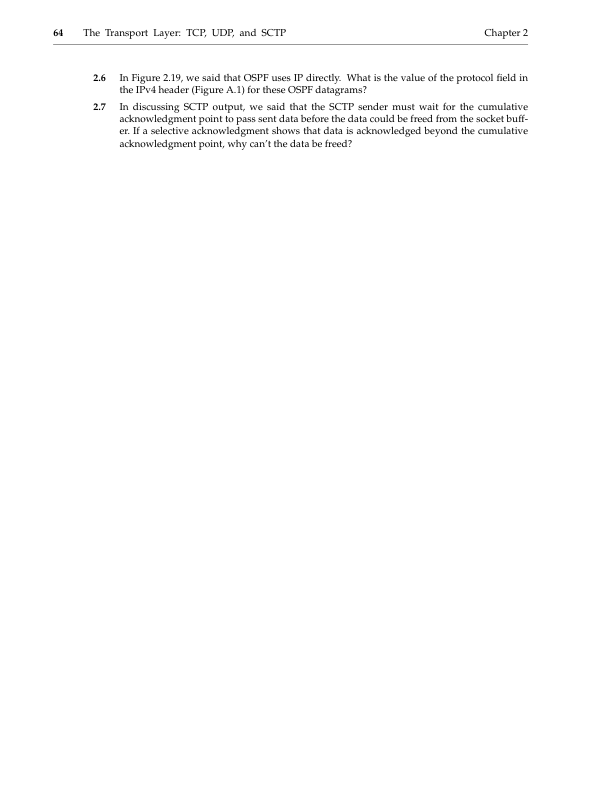 64 The Transport Layer: TCP, UDP, and SCTP Chapter 2
2.6 In Figure 2.19, we said that OSPF uses IP directly. What is the value of the protocol field in
the IPv4 header (Figure A.1) for these OSPF datagrams?
2.7 In discussing SCTP output, we said that the SCTP sender must wait for the cumulative
acknowledgment point to pass sent data before the data could be freed from the socket buff-
er. If a selective acknowledgment shows that data is acknowledged beyond the cumulative
acknowledgment point, why can't the data be freed?